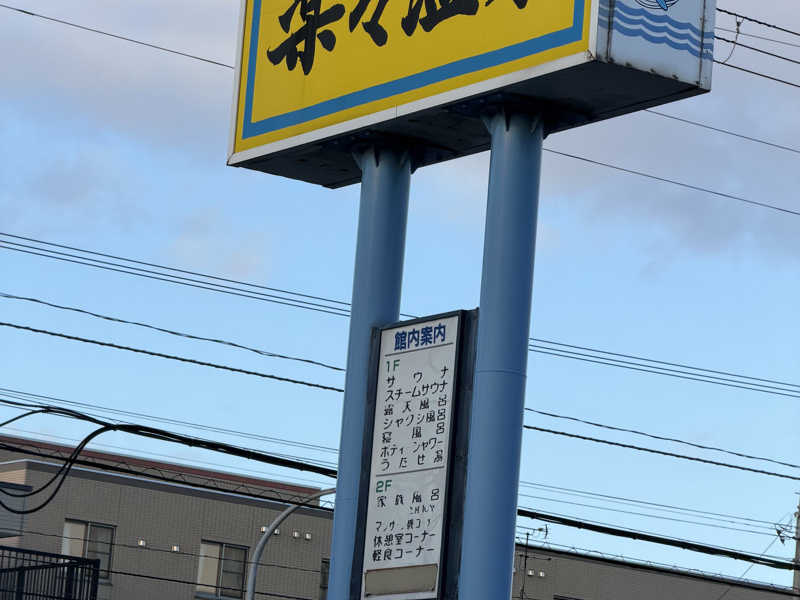 楽々温
館内案内
1F
サウナ
スチームサウナ
露天風呂
ジャクジ風呂
寝風呂
ボディシャワー
うたせ湯
2F
家族風呂
休憩室コーナー
軽食コーナー